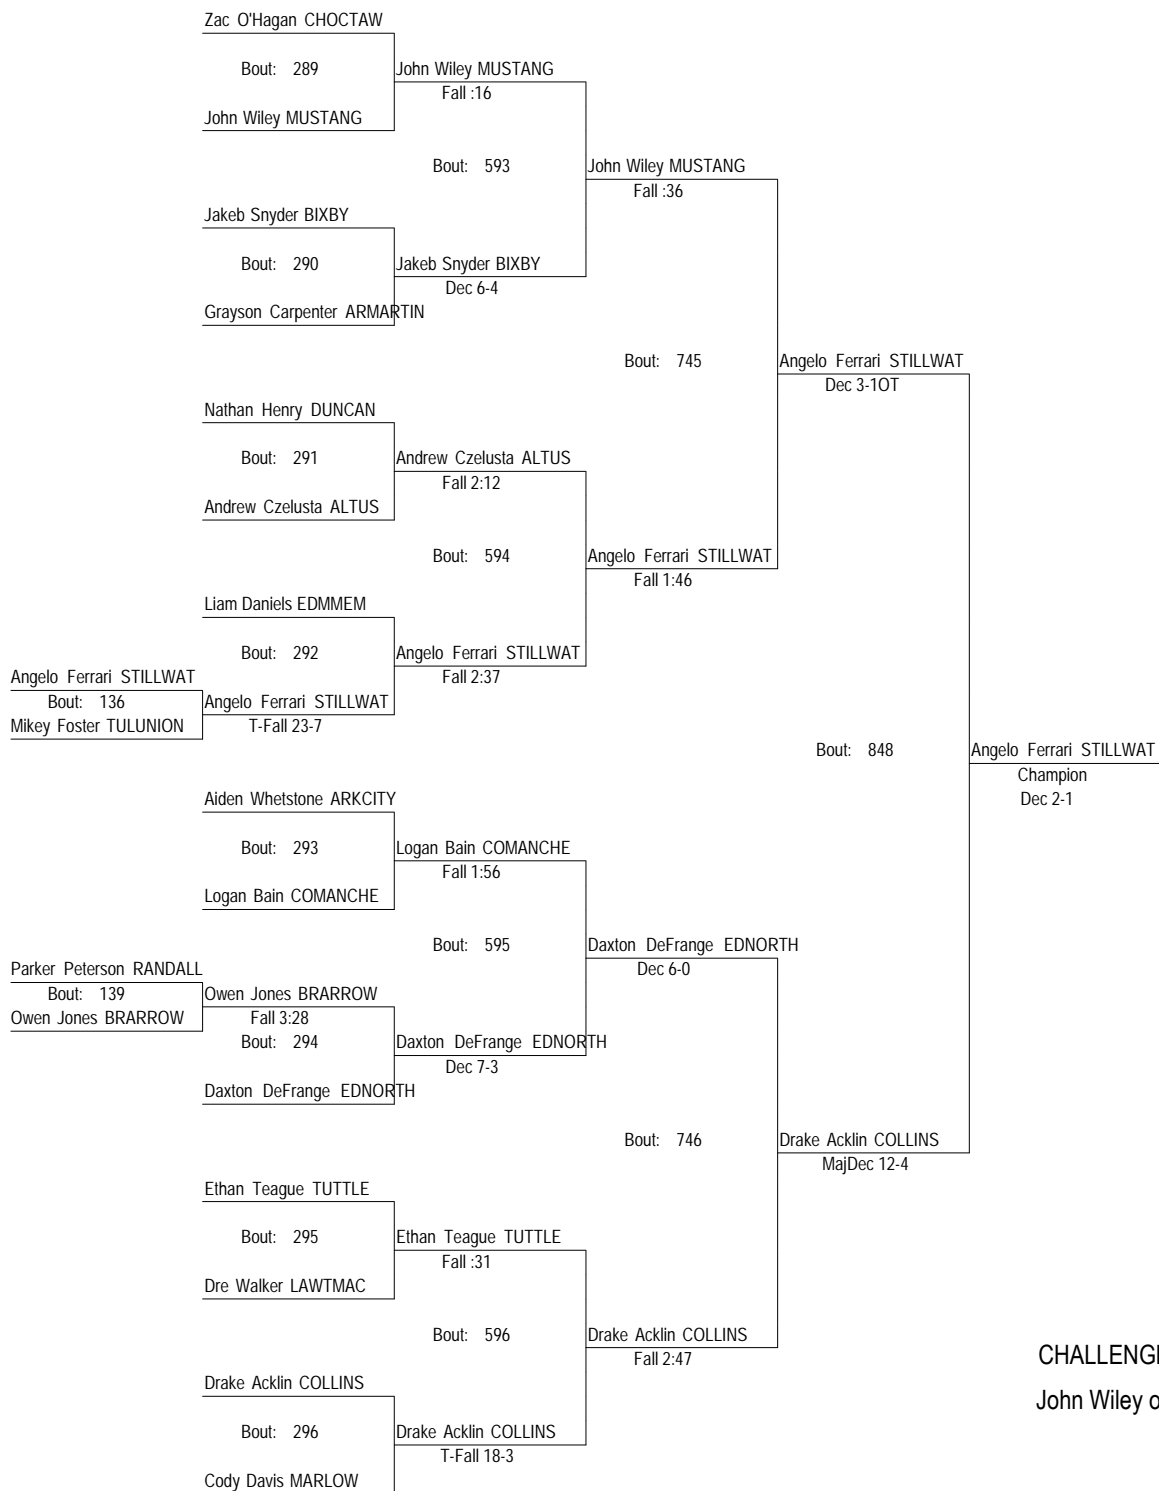 Zac O'Hagan CHOCTAW
Bout: 289
John Wiley MUSTANG
Fall :16
John Wiley MUSTANG
Bout: 593
John Wiley MUSTANG
Fall :36
Jakeb Snyder BIXBY
Bout: 290
Jakeb Snyder BIXBY
Dec 6-4
Grayson Carpenter ARMARTIN
Bout: 745
Angelo Ferrari STILLWAT
Dec 3-1OT
Nathan Henry DUNCAN
Bout: 291
Andrew Czelusta ALTUS
Fall 2:12
Andrew Czelusta ALTUS
Bout: 594
Angelo Ferrari STILLWAT
Fall 1:46
Liam Daniels EDMMEM
Bout: 292
Angelo Ferrari STILLWAT
Fall 2:37
Angelo Ferrari STILLWAT
Bout: 136
Angelo Ferrari STILLWAT
Mikey Foster TULUNION
T-Fall 23-7
Bout: 848
Angelo Ferrari STILLWAT
Champion
Dec 2-1
Aiden Whetstone ARKCITY
Bout: 293
Logan Bain COMANCHE
Fall 1:56
Logan Bain COMANCHE
Bout: 595
Daxton DeFrange EDNORTH
Dec 6-0
Parker Peterson RANDALL
Bout: 139
Owen Jones BRARROW
Owen Jones BRARROW
Fall 3:28
Bout: 294
Daxton DeFrange EDNORTH
Dec 7-3
Daxton DeFrange EDNORTH
Bout: 746
Drake Acklin COLLINS
MajDec 12-4
Ethan Teague TUTTLE
Bout: 295
Ethan Teague TUTTLE
Fall :31
Dre Walker LAWTMAC
Bout: 596
Drake Acklin COLLINS
Fall 2:47
Drake Acklin COLLINS
Bout: 296
Drake Acklin COLLINS
T-Fall 18-3
Cody Davis MARLOW
John Wiley